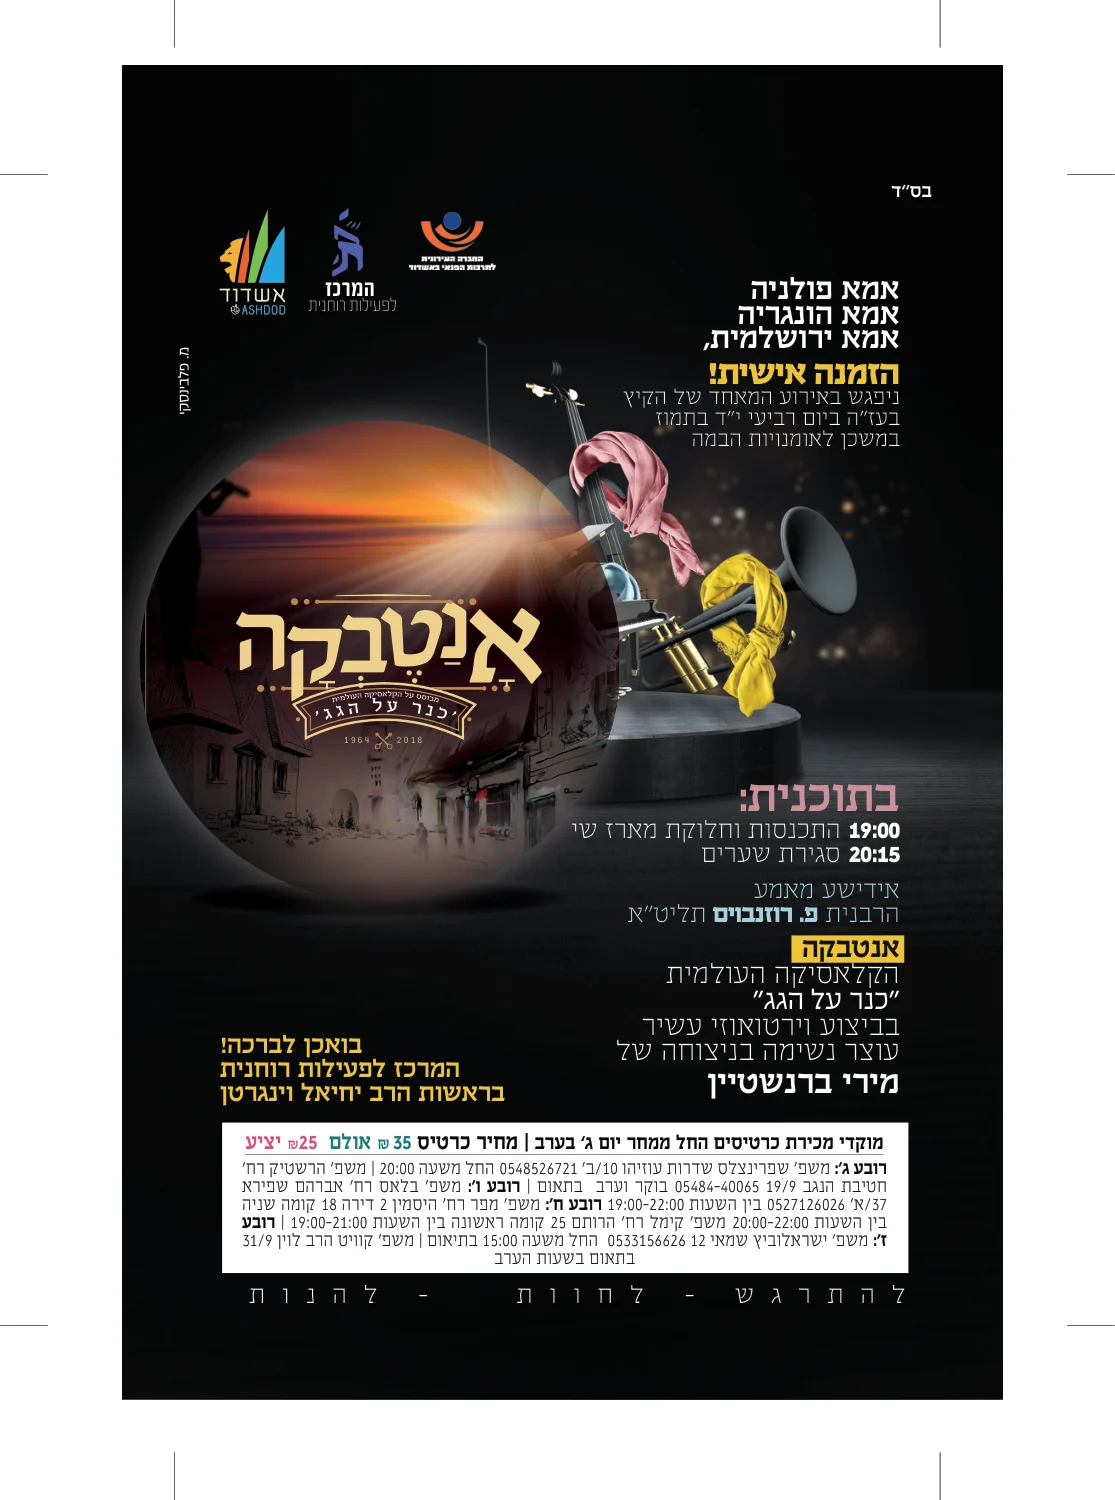 בס"ד
החברה העירונית
לתרבות הפנאי באשדוד
המרכז
לפעילות רוחנית
אשדוד
ASHDOD
מ. פלבינסקי
אמא פולניה
אמא הונגריה
אמא ירושלמית,
הזמנה אישית!
ניפגש באירוע המאחד של הקיץ
בעז"ה ביום רביעי י"ד בתמוז
במשכן לאומנויות הבמה
אָנַטֶבְקָה
מבוסס על הקלאסיקה העולמית
'כנר על הגג'
1964 2018
בתוכנית:
19:00 התכנסות וחלוקת מארז שי
20:15 סגירת שערים
אידישע מאמע
הרבנית פ. רוזנבוים תליט"א
אנטבקה
הקלאסיקה העולמית
"כנר על הגג"
בביצוע וירטואוזי עשיר
עוצר נשימה בניצוחה של
מירי ברנשטיין
בואכן לברכה!
המרכז לפעילות רוחנית
בראשות הרב יחיאל וינגרטן
מוקדי מכירת כרטיסים החל ממחר יום ג' בערב | מחיר כרטיס 35 ₪ אולם 25₪ יציע
רובע ג': משפ' שפרינצלס שדרות עוזיהו 10/ב' 0548526721 החל משעה 20:00 | משפ' הרשטיק רח'
חטיבת הנגב 19/9 05484-40065 בוקר וערב בתאום | רובע ו': משפ' בלאס רח' אברהם שפירא
37/א' 0527126026 בין השעות 19:00-22:00 רובע ח': משפ' מפר רח' היסמין 2 דירה 18 קומה שניה
בין השעות 20:00-22:00 משפ' קימל רח' הרותם 25 קומה ראשונה בין השעות 19:00-21:00 | רובע
ז': משפ' ישראלוביץ שמאי 12 0533156626 החל משעה 15:00 בתיאום | משפ' קוויט הרב לוין 31/9
בתאום בשעות הערב
להתרגש - לחוות - להנות